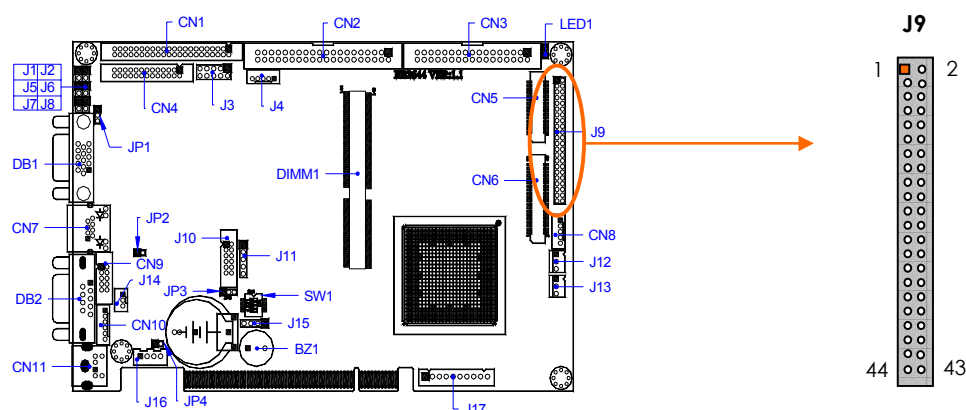 CN1
CN2
CN3
LED1
J9
J1 J2
J5 J6
J7 J8
CN4
J3
J4
CN5
J9
JP1
DB1
DIMM1
CN6
CN7
JP2
J10
J11
CN8
J12
CN9
J14
JP3
SW1
J13
DB2
CN10
J15
BZ1
CN11
J16
JP4
J17
1 2
44 43